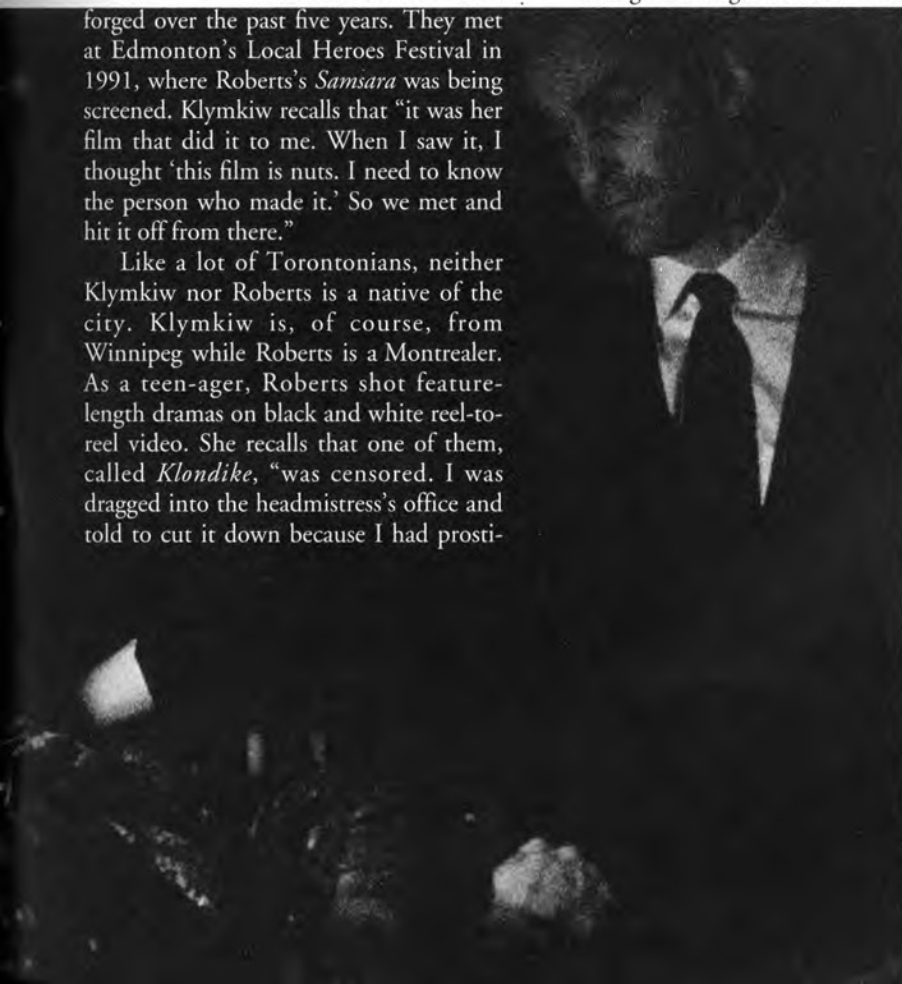 forged over the past five years. They met
at Edmonton's Local Heroes Festival in
1991, where Roberts's Samsara was being
screened. Klymkiw recalls that "it was her
film that did it to me. When I saw it, I
thought 'this film is nuts. I need to know
the person who made it.' So we met and
hit it off from there."
Like a lot of Torontonians, neither
Klymkiw nor Roberts is a native of the
city. Klymkiw is, of course, from
Winnipeg while Roberts is a Montrealer.
As a teen-ager, Roberts shot feature-
length dramas on black and white reel-to-
reel video. She recalls that one of them,
called Klondike, "was censored. I was
dragged into the headmistress's office and
told to cut it down because I had prosti-